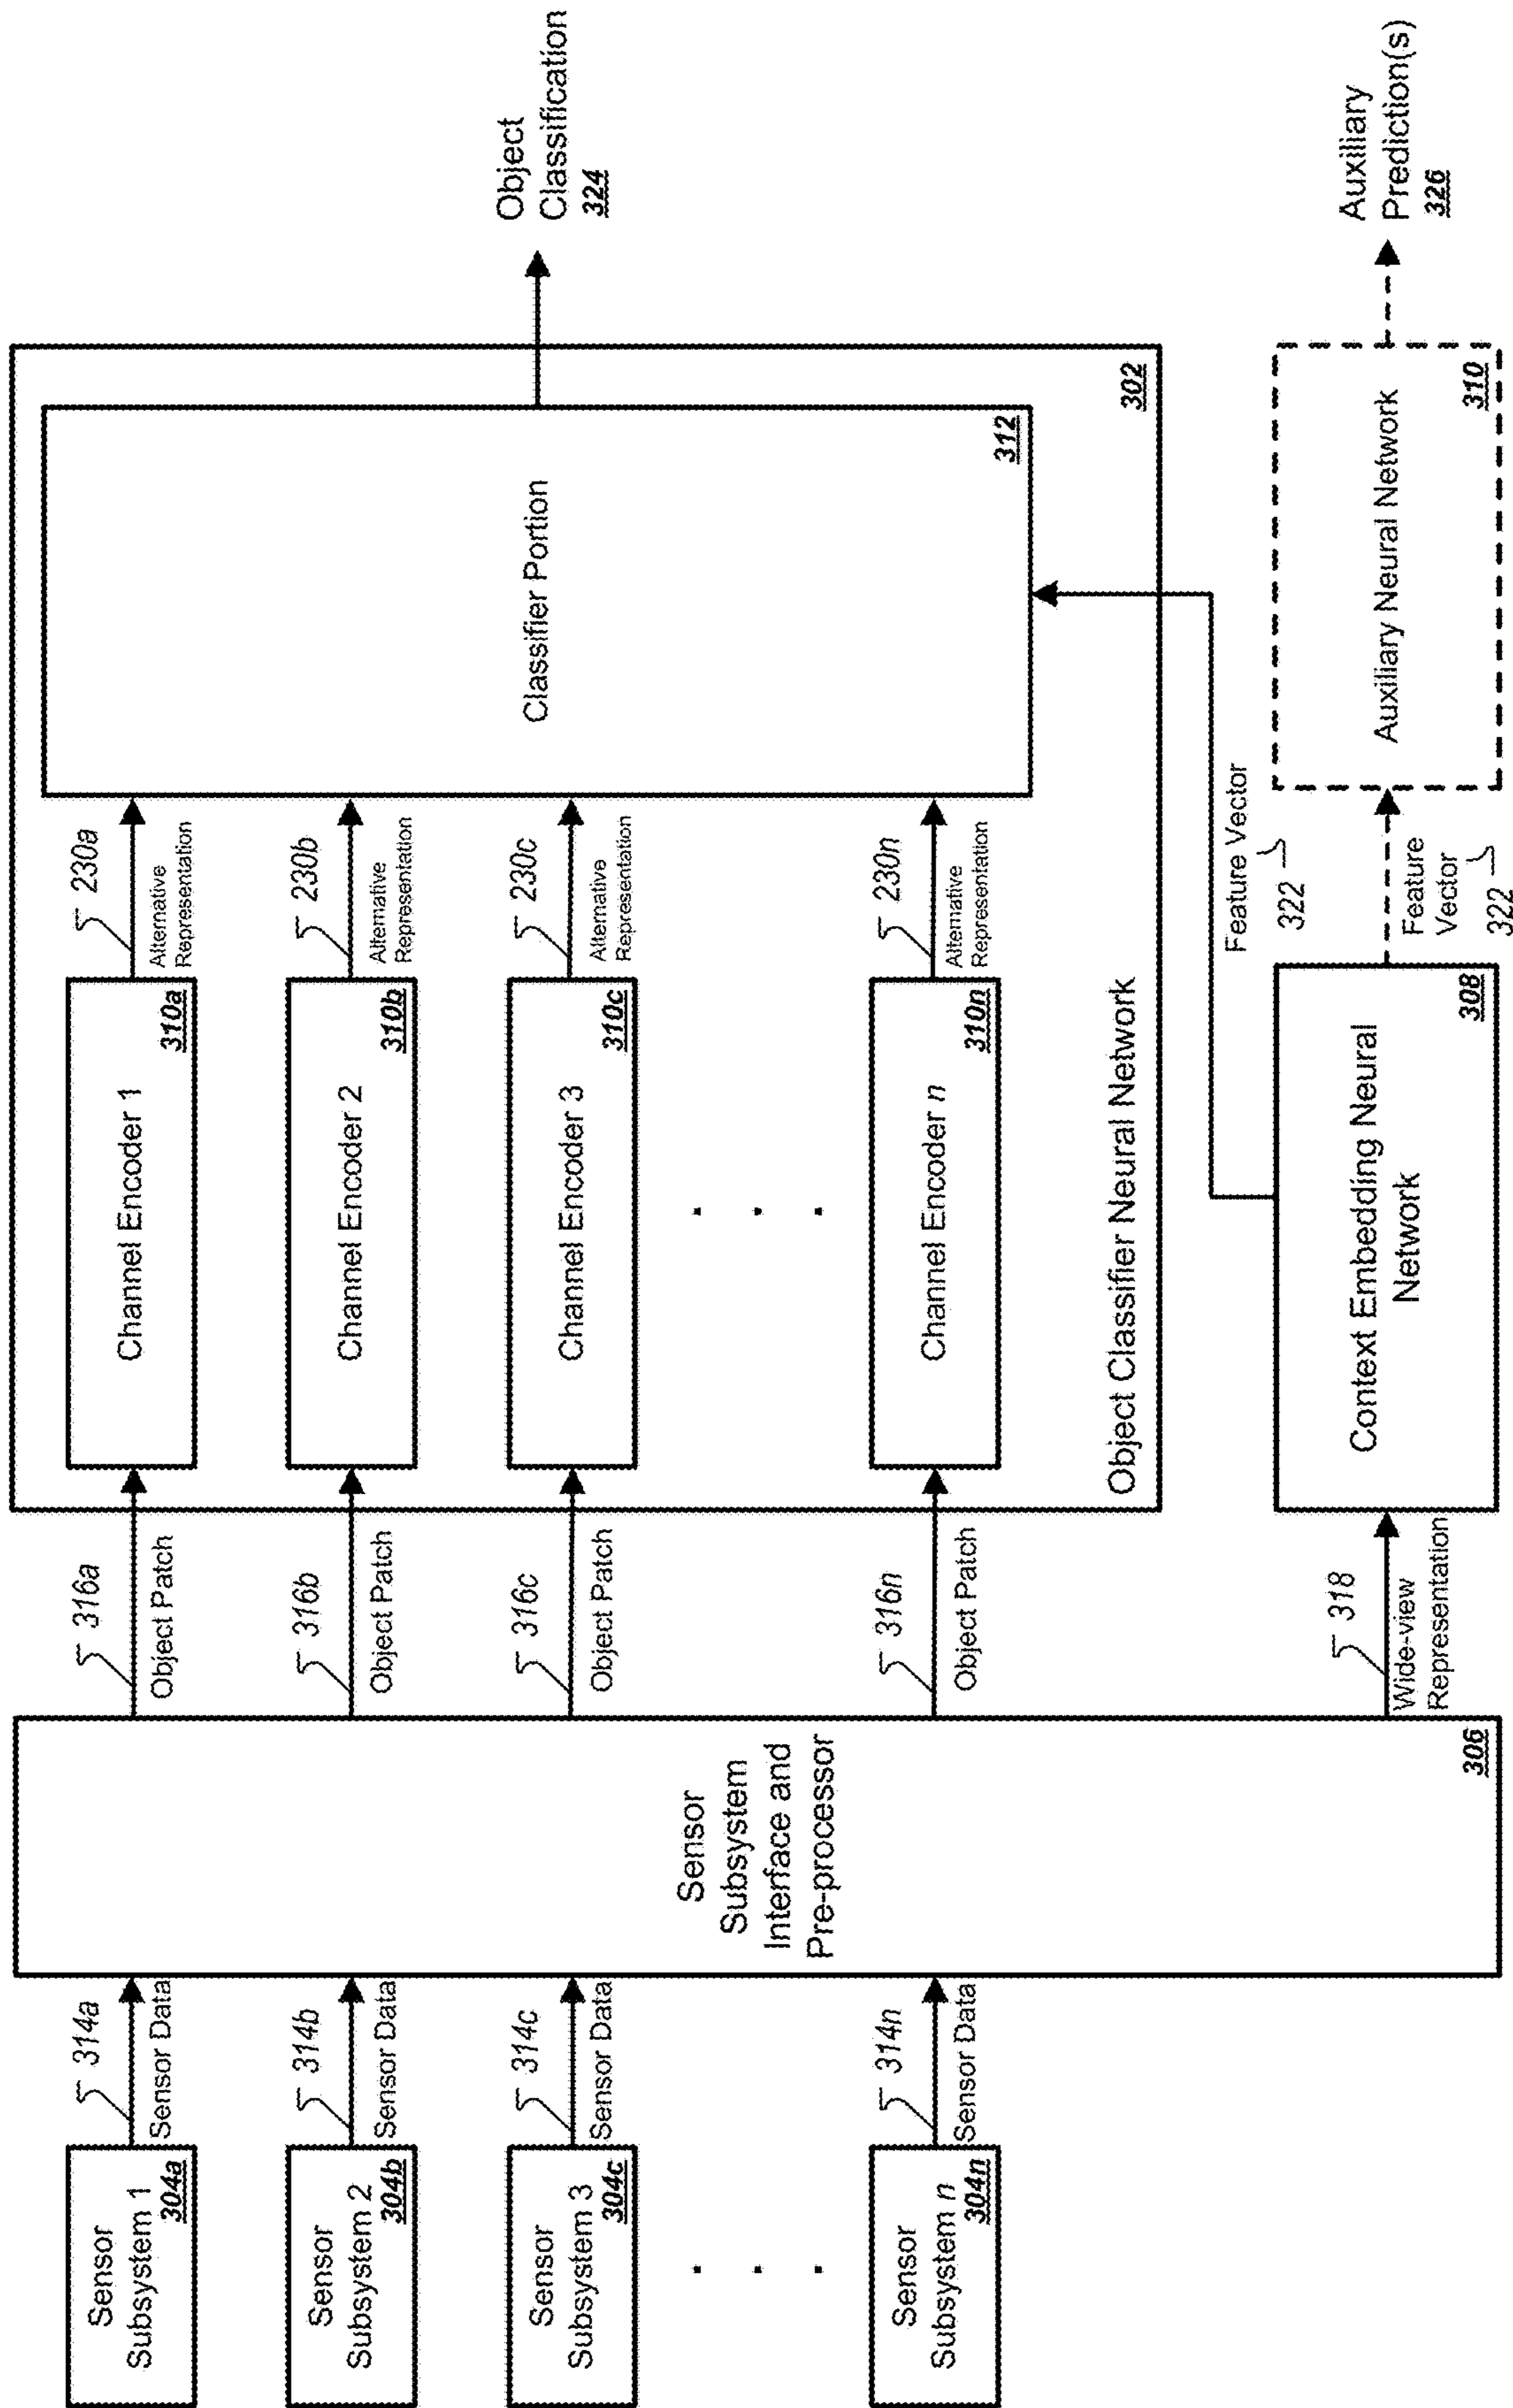 Sensor
Subsystem 1
304a
314a
Sensor Data
Sensor
Subsystem 2
304b
314b
Sensor Data
Sensor
Subsystem 3
304c
314c
Sensor Data
. . .
Sensor
Subsystem n
304n
314n
Sensor Data
Sensor
Subsystem
Interface and
Pre-processor
306
316a
Object Patch
316b
Object Patch
316c
Object Patch
316n
Object Patch
318
Wide-view
Representation
Channel Encoder 1
310a
230a
Alternative
Representation
Channel Encoder 2
310b
230b
Alternative
Representation
Channel Encoder 3
310c
230c
Alternative
Representation
. . .
Channel Encoder n
310n
230n
Alternative
Representation
Classifier Portion
312
Object Classifier Neural Network
302
Object
Classification
324
Context Embedding Neural
Network
308
Feature Vector
322
Feature
Vector
322
Auxiliary Neural Network
310
Auxiliary
Prediction(s)
326